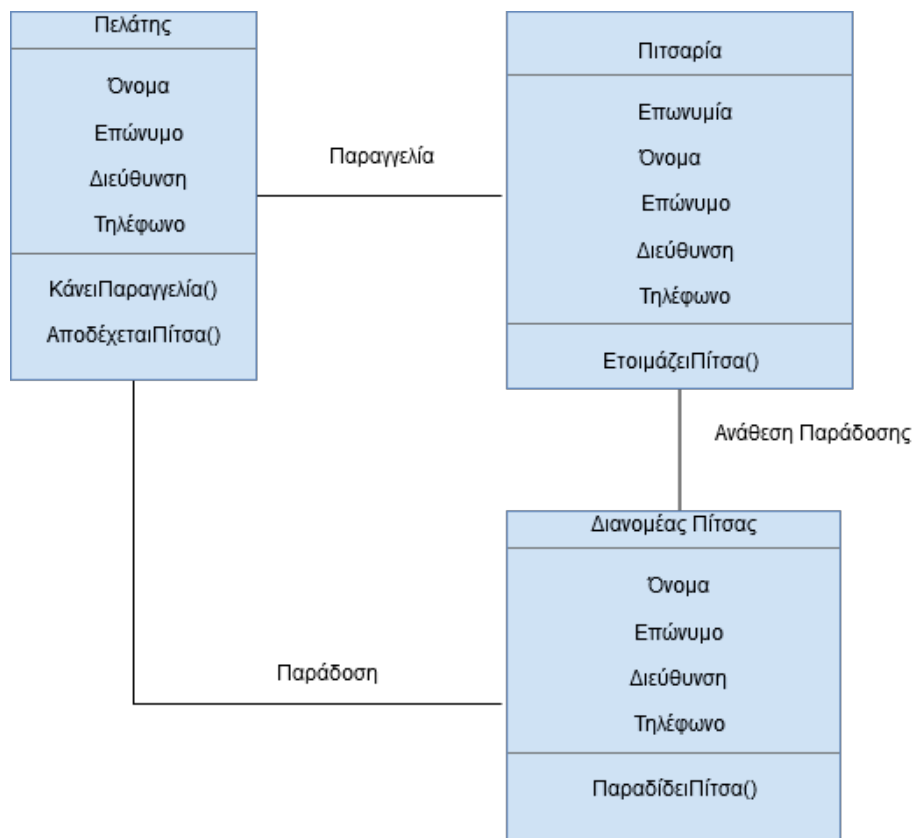 Πελάτης
Όνομα
Επώνυμο
Διεύθυνση
Τηλέφωνο
ΚάνειΠαραγγελία()
ΑποδέχεταιΠίτσα()
Παραγγελία
Πιτσαρία
Επωνυμία
Όνομα
Επώνυμο
Διεύθυνση
Τηλέφωνο
ΕτοιμάζειΠίτσα()
Ανάθεση Παράδοσης
Διανομέας Πίτσας
Όνομα
Επώνυμο
Διεύθυνση
Τηλέφωνο
ΠαραδίδειΠίτσα()
Παράδοση